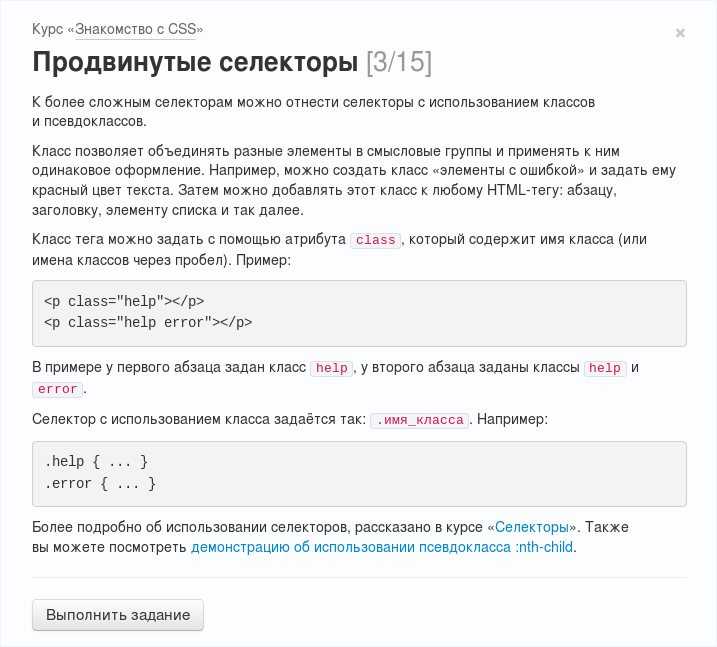 Курс «Знакомство с CSS»
×
Продвинутые селекторы [3/15]
К более сложным селекторам можно отнести селекторы с использованием классов
и псевдоклассов.
Класс позволяет объединять разные элементы в смысловые группы и применять к ним
одинаковое оформление. Например, можно создать класс «элементы с ошибкой» и задать ему
красный цвет текста. Затем можно добавлять этот класс к любому HTML-тегу: абзацу,
заголовку, элементу списка и так далее.
Класс тега можно задать с помощью атрибута class, который содержит имя класса (или
имена классов через пробел). Пример:
<p class="help"></p>
<p class="help error"></p>
В примере у первого абзаца задан класс help, у второго абзаца заданы классы help и
error.
Селектор с использованием класса задаётся так: .имя_класса. Например:
.help { ... }
.error { ... }
Более подробно об использовании селекторов, рассказано в курсе «Селекторы». Также
вы можете посмотреть демонстрацию об использовании псевдокласса :nth-child.
Выполнить задание